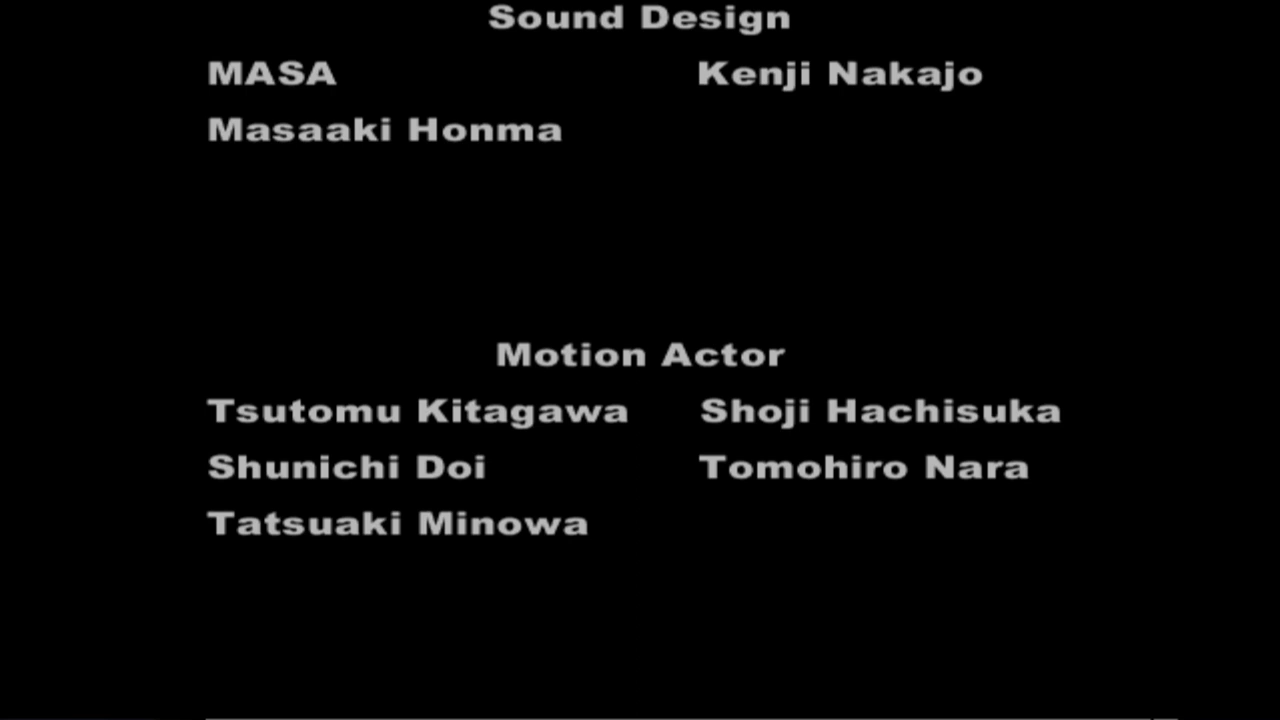 Sound Design
MASA Kenji Nakajo
Masaaki Honma
Motion Actor
Tsutomu Kitagawa Shoji Hachisuka
Shunichi Doi Tomohiro Nara
Tatsuaki Minowa